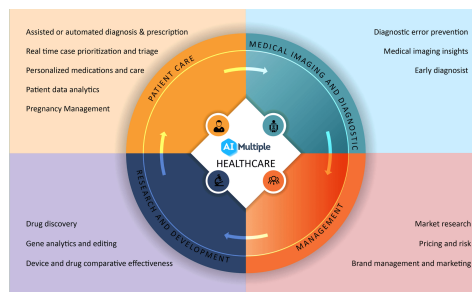 Assisted or automated diagnosis & prescription
Real time case prioritization and triage
Personalized medications and care
Patient data analytics
Pregnancy Management
Diagnostic error prevention
Medical imaging insights
Early diagnosist
PATIENT CARE
MEDICAL IMAGING AND DIAGNOSTIC
AI Multiple
HEALTHCARE
RESEARCH AND DEVELOPMENT
MANAGEMENT
Drug discovery
Gene analytics and editing
Device and drug comparative effectiveness
Market research
Pricing and risk
Brand management and marketing